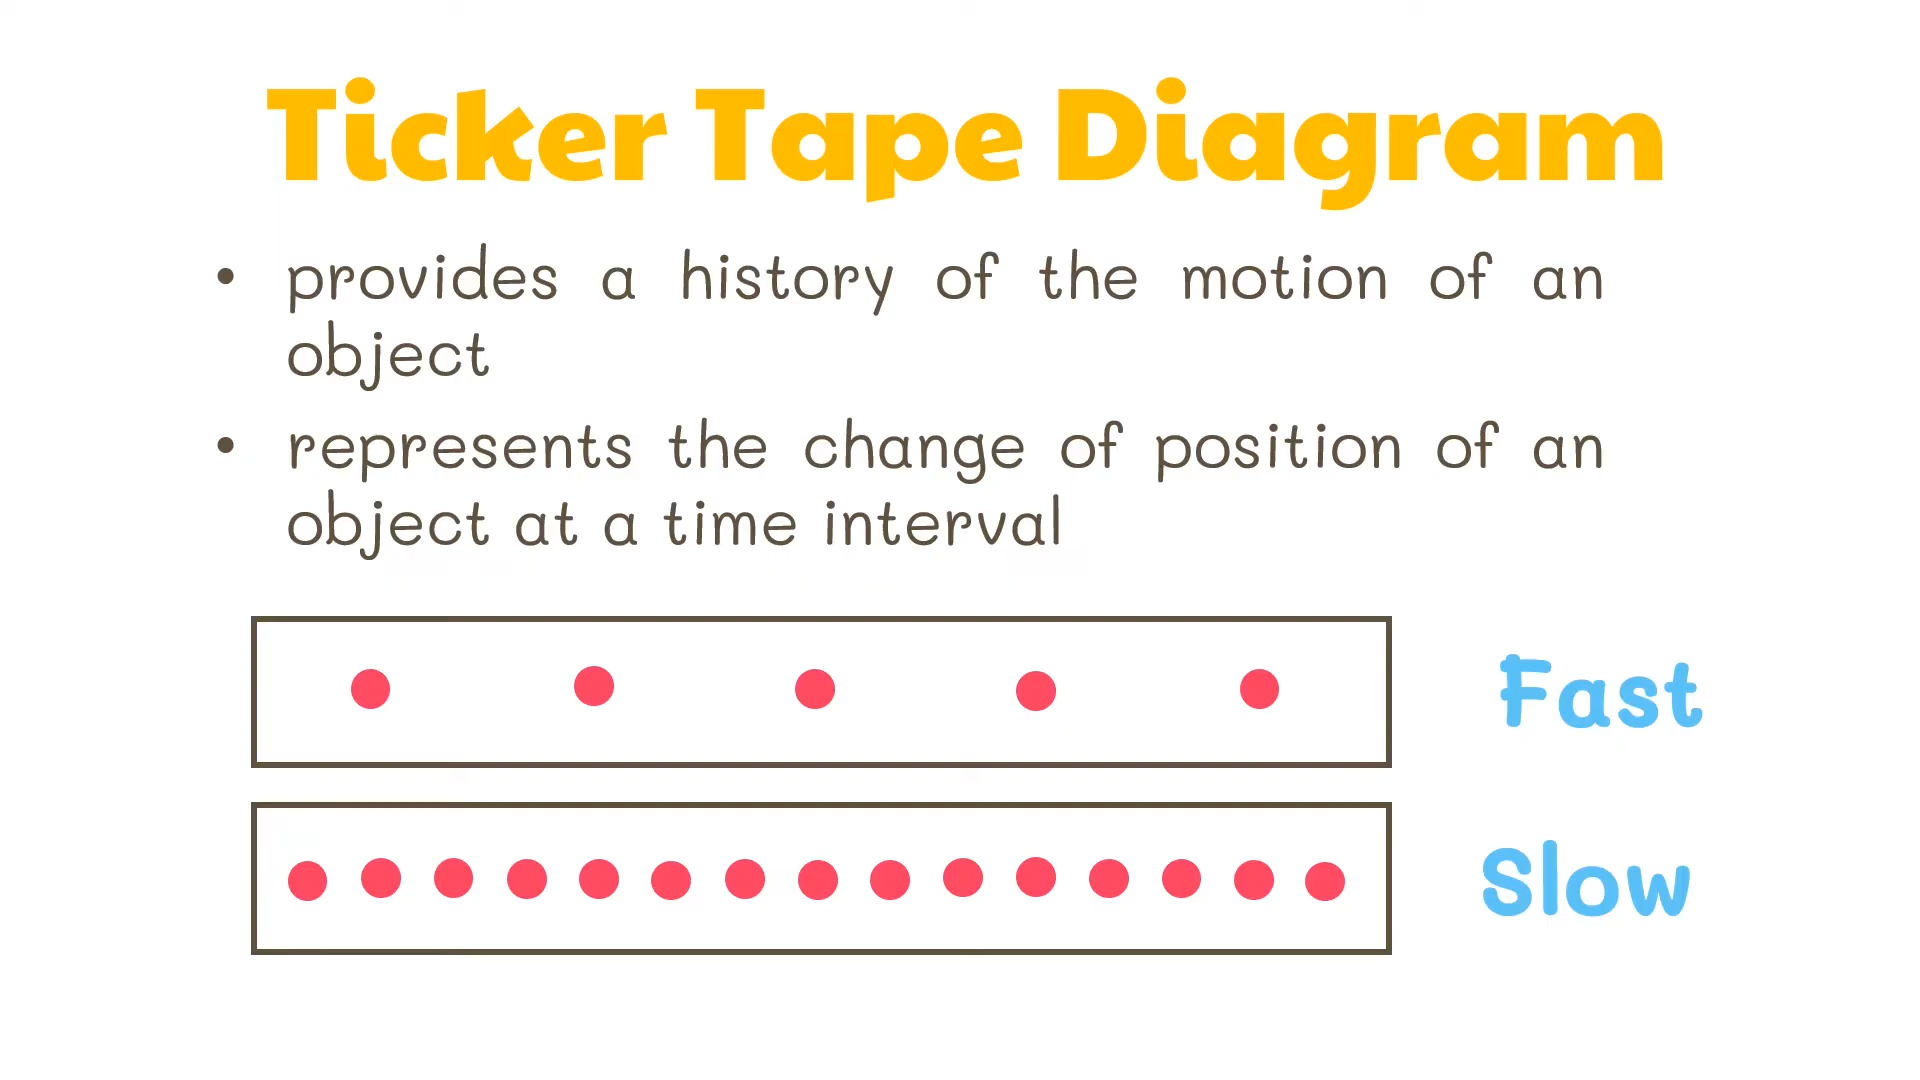 Ticker Tape Diagram
• provides a history of the motion of an
object
• represents the change of position of an
object at a time interval
Fast
Slow